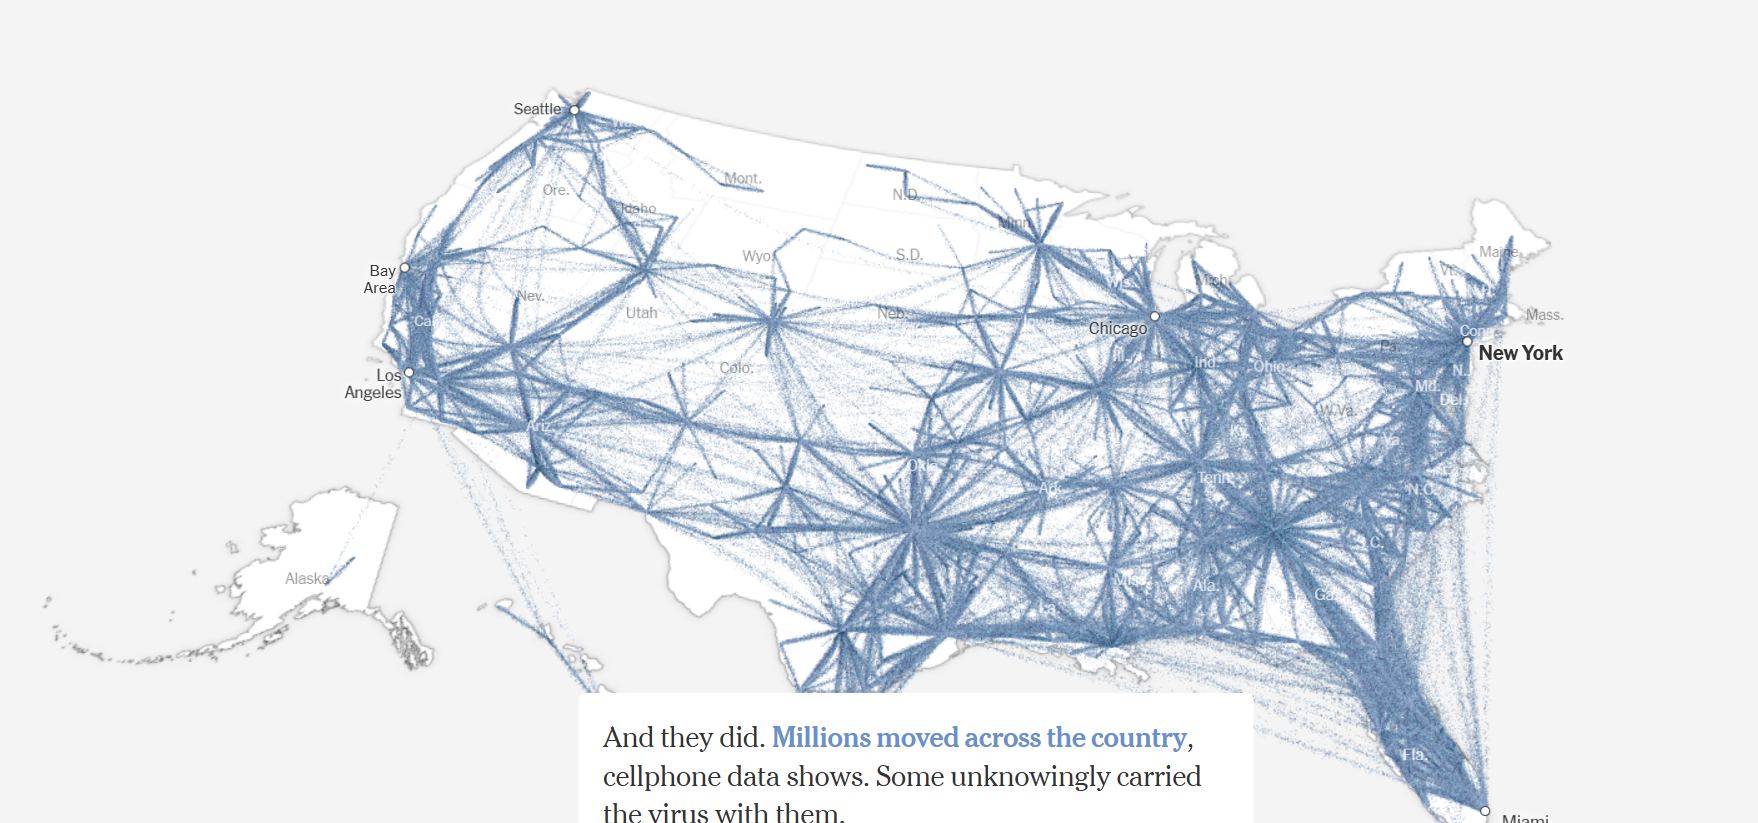 Seattle
Wash.
Mont.
N.D.
Ore.
Idaho
Minn.
Maine
Vt.
Wyo.
S.D.
Bay
Area
Nev.
Utah
Neb.
Wis.
Mich.
Mass.
Cal.
Chicago
Conn.
New York
Ill.
Ind.
Ohio
Pa.
N.J.
Los
Angeles
Colo.
Md.
Del.
W.Va.
Ariz.
Ky.
Va.
Okla.
Ark.
Tenn.
N.C.
Alaska
Miss.
Ala.
S.C.
Ga.
La.
Fla.
Miami
And they did. Millions moved across the country,
cellphone data shows. Some unknowingly carried
the virus with them.